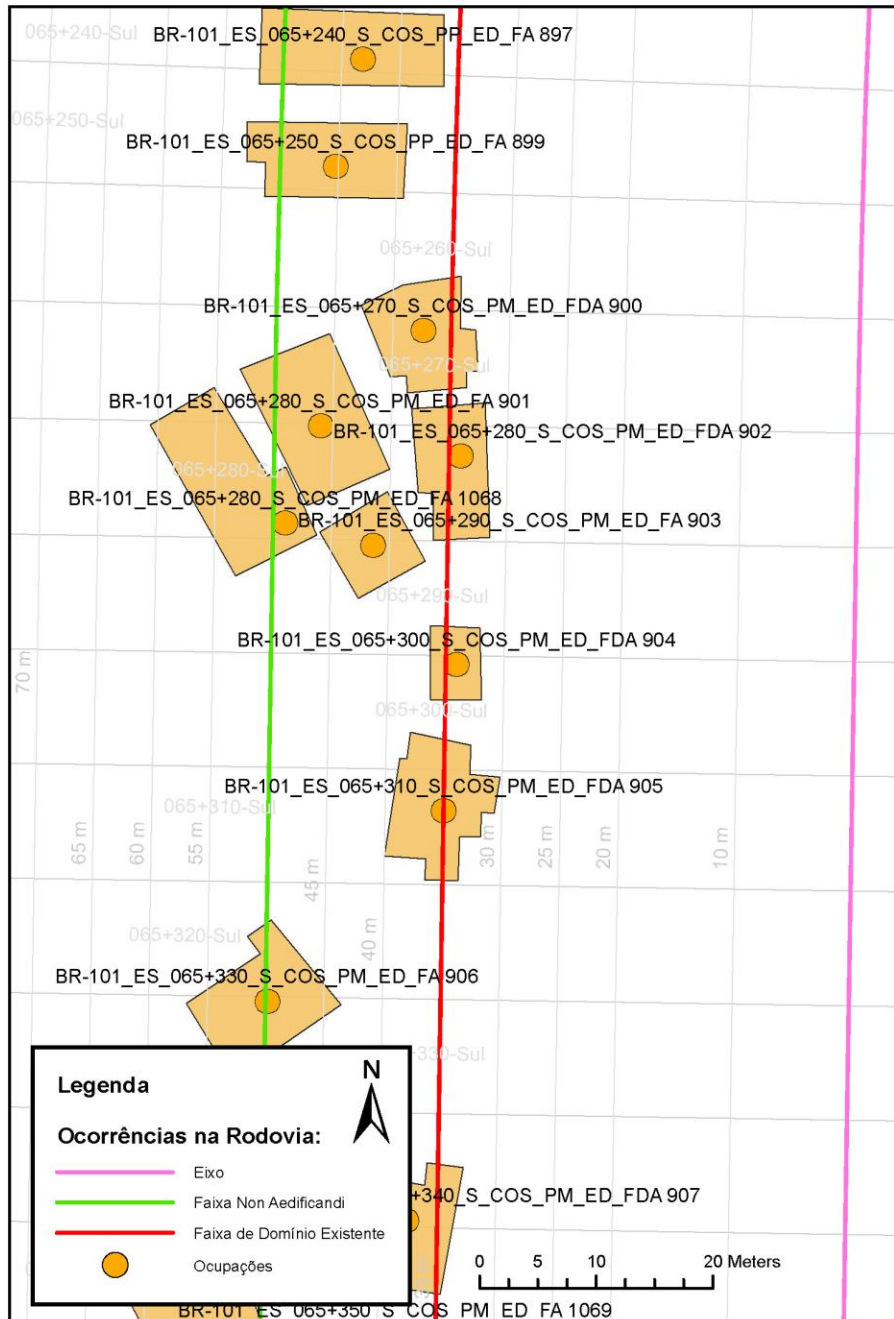 065+240-Sul
BR-101_ES_065+240_S_COS_PP_ED_FA 897
065+250-Sul
BR-101_ES_065+250_S_COS_PP_ED_FA 899
065+260-Sul
BR-101_ES_065+270_S_COS_PM_ED_FDA 900
065+270-Sul
BR-101_ES_065+280_S_COS_PM_ED_FA 901
BR-101_ES_065+280_S_COS_PM_ED_FDA 902
065+280-Sul
BR-101_ES_065+280_S_COS_PM_ED_FA 1068
BR-101_ES_065+290_S_COS_PM_ED_FA 903
065+290-Sul
BR-101_ES_065+300_S_COS_PM_ED_FDA 904
70 m
065+300-Sul
BR-101_ES_065+310_S_COS_PM_ED_FDA 905
065+310-Sul
65 m
60 m
55 m
45 m
40 m
30 m
25 m
20 m
10 m
065+320-Sul
BR-101_ES_065+330_S_COS_PM_ED_FA 906
+330-Sul
Legenda
N
Ocorrências na Rodovia:
Eixo
Faixa Non Aedificandi
Faixa de Domínio Existente
Ocupações
+340_S_COS_PM_ED_FDA 907
0 5 10 20 Meters
BR-101_ES_065+350_S_COS_PM_ED_FA 1069